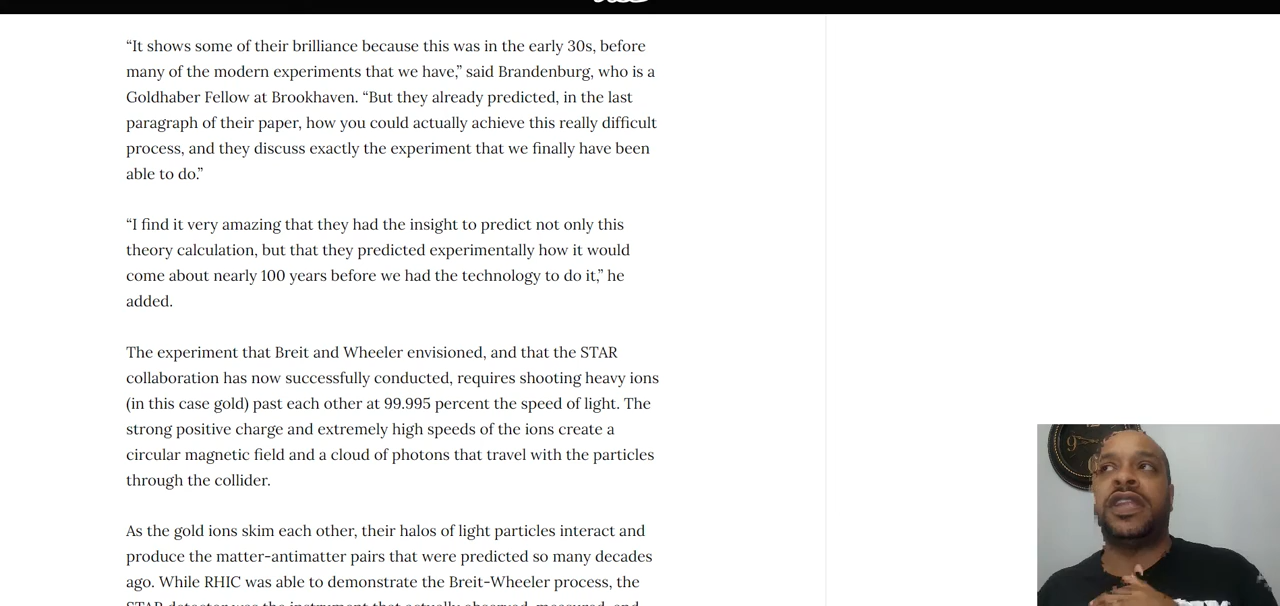 “It shows some of their brilliance because this was in the early 30s, before
many of the modern experiments that we have,” said Brandenburg, who is a
Goldhaber Fellow at Brookhaven. “But they already predicted, in the last
paragraph of their paper, how you could actually achieve this really difficult
process, and they discuss exactly the experiment that we finally have been
able to do.”
“I find it very amazing that they had the insight to predict not only this
theory calculation, but that they predicted experimentally how it would
come about nearly 100 years before we had the technology to do it,” he
added.
The experiment that Breit and Wheeler envisioned, and that the STAR
collaboration has now successfully conducted, requires shooting heavy ions
(in this case gold) past each other at 99.995 percent the speed of light. The
strong positive charge and extremely high speeds of the ions create a
circular magnetic field and a cloud of photons that travel with the particles
through the collider.
As the gold ions skim each other, their halos of light particles interact and
produce the matter-antimatter pairs that were predicted so many decades
ago. While RHIC was able to demonstrate the Breit-Wheeler process, the
STAR detector was the instrument that actually observed, measured, and